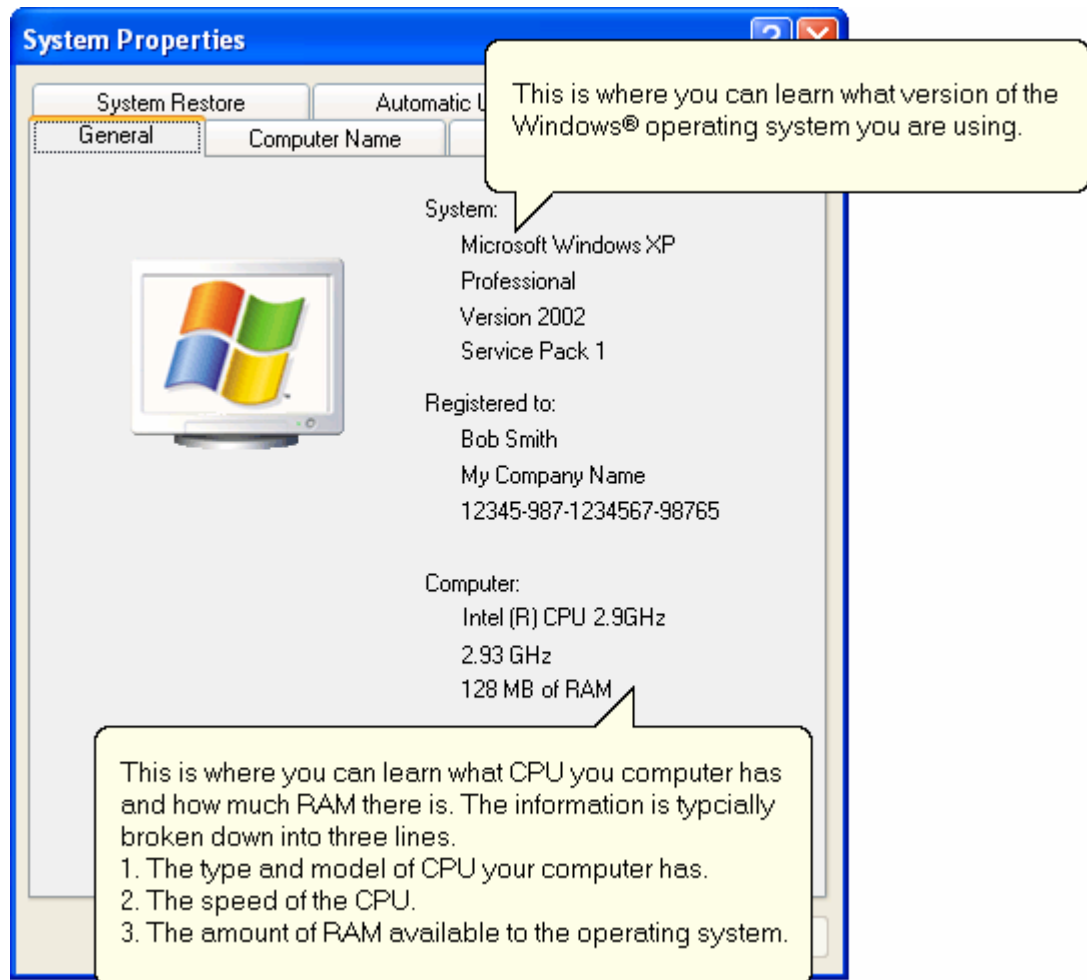 System Properties
This is where you can learn what version of the
Windows® operating system you are using.
System Restore
Automatic
General
Computer Name
System:
Microsoft Windows XP
Professional
Version 2002
Service Pack 1
Registered to:
Bob Smith
My Company Name
12345-987-1234567-98765
Computer:
Intel (R) CPU 2.9GHz
2.93 GHz
128 MB of RAM
This is where you can learn what CPU you computer has
and how much RAM there is. The information is typcially
broken down into three lines.
1. The type and model of CPU your computer has.
2. The speed of the CPU.
3. The amount of RAM available to the operating system.